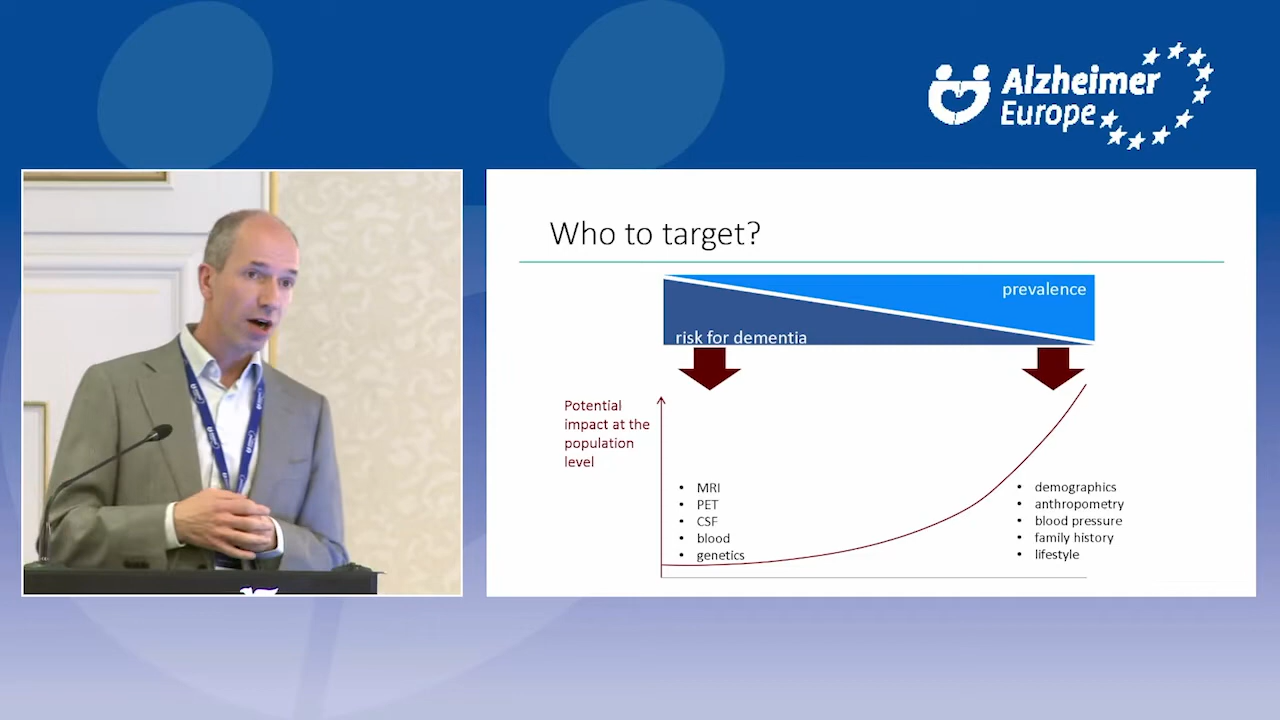 Alzheimer
Europe
Who to target?
prevalence
risk for dementia
Potential
impact at the
population
level
• MRI
• PET
• CSF
• blood
• genetics
• demographics
• anthropometry
• blood pressure
• family history
• lifestyle